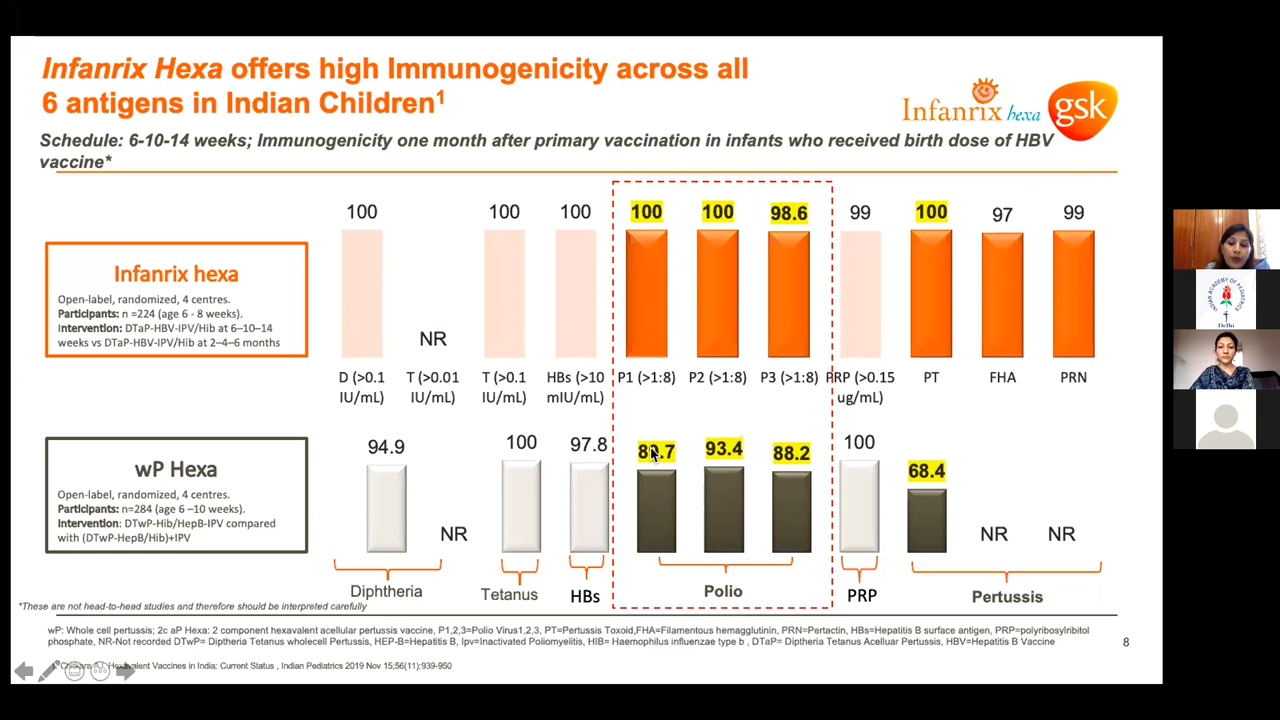 Infanrix Hexa offers high Immunogenicity across all
6 antigens in Indian Children1
Infanrix hexa
gsk
Schedule: 6-10-14 weeks; Immunogenicity one month after primary vaccination in infants who received birth dose of HBV
vaccine*
100 100 100 100 100 98.6 99 100 97 99
Infanrix hexa
Open-label, randomized, 4 centres.
Participants: n =224 (age 6 - 8 weeks).
Intervention: DTaP-HBV-IPV/Hib at 6–10–14
weeks vs DTaP-HBV-IPV/Hib at 2–4–6 months
NR
D (>0.1 T (>0.01 T (>0.1 HBs (>10 P1 (>1:8) P2 (>1:8) P3 (>1:8) PRP (>0.15 PT FHA PRN
IU/mL) IU/mL) IU/mL) mIU/mL) ug/mL)
94.9 100 97.8 93.4 88.2 100 68.4
wP Hexa
Open-label, randomized, 4 centres.
Participants: n=284 (age 6 –10 weeks).
Intervention: DTwP-Hib/HepB-IPV compared
with (DTwP-HepB/Hib)+IPV
NR NR NR
Diphtheria Tetanus HBs Polio PRP Pertussis
*These are not head-to-head studies and therefore should be interpreted carefully
wP: Whole cell pertussis; 2c aP Hexa: 2 component hexavalent acellular pertussis vaccine, P1,2,3=Polio Virus1,2,3, PT=Pertussis Toxoid,FHA=Filamentous hemagglutinin, PRN=Pertactin, HBs=Hepatitis B surface antigen, PRP=polyribosylribitol
phosphate, NR-Not recorded DTwP= Diptheria Tetanus wholecel Pertussis, HEP-B=Hepatitis B, Ipv=Inactivated Poliomyelitis, HIB= Haemophilus influenzae type b , DTaP= Diptheria Tetanus Acelluar Pertussis, HBV=Hepatitis B Vaccine
8
Hexavalent Vaccines in India: Current Status , Indian Pediatrics 2019 Nov 15;56(11):939-950
INDIAN ACADEMY OF PEDIATRICS
Delhi